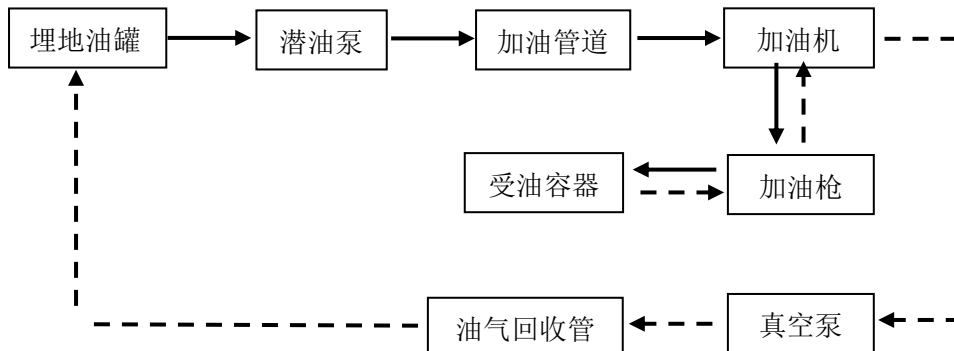 埋地油罐
潜油泵
加油管道
加油机
受油容器
加油枪
油气回收管
真空泵